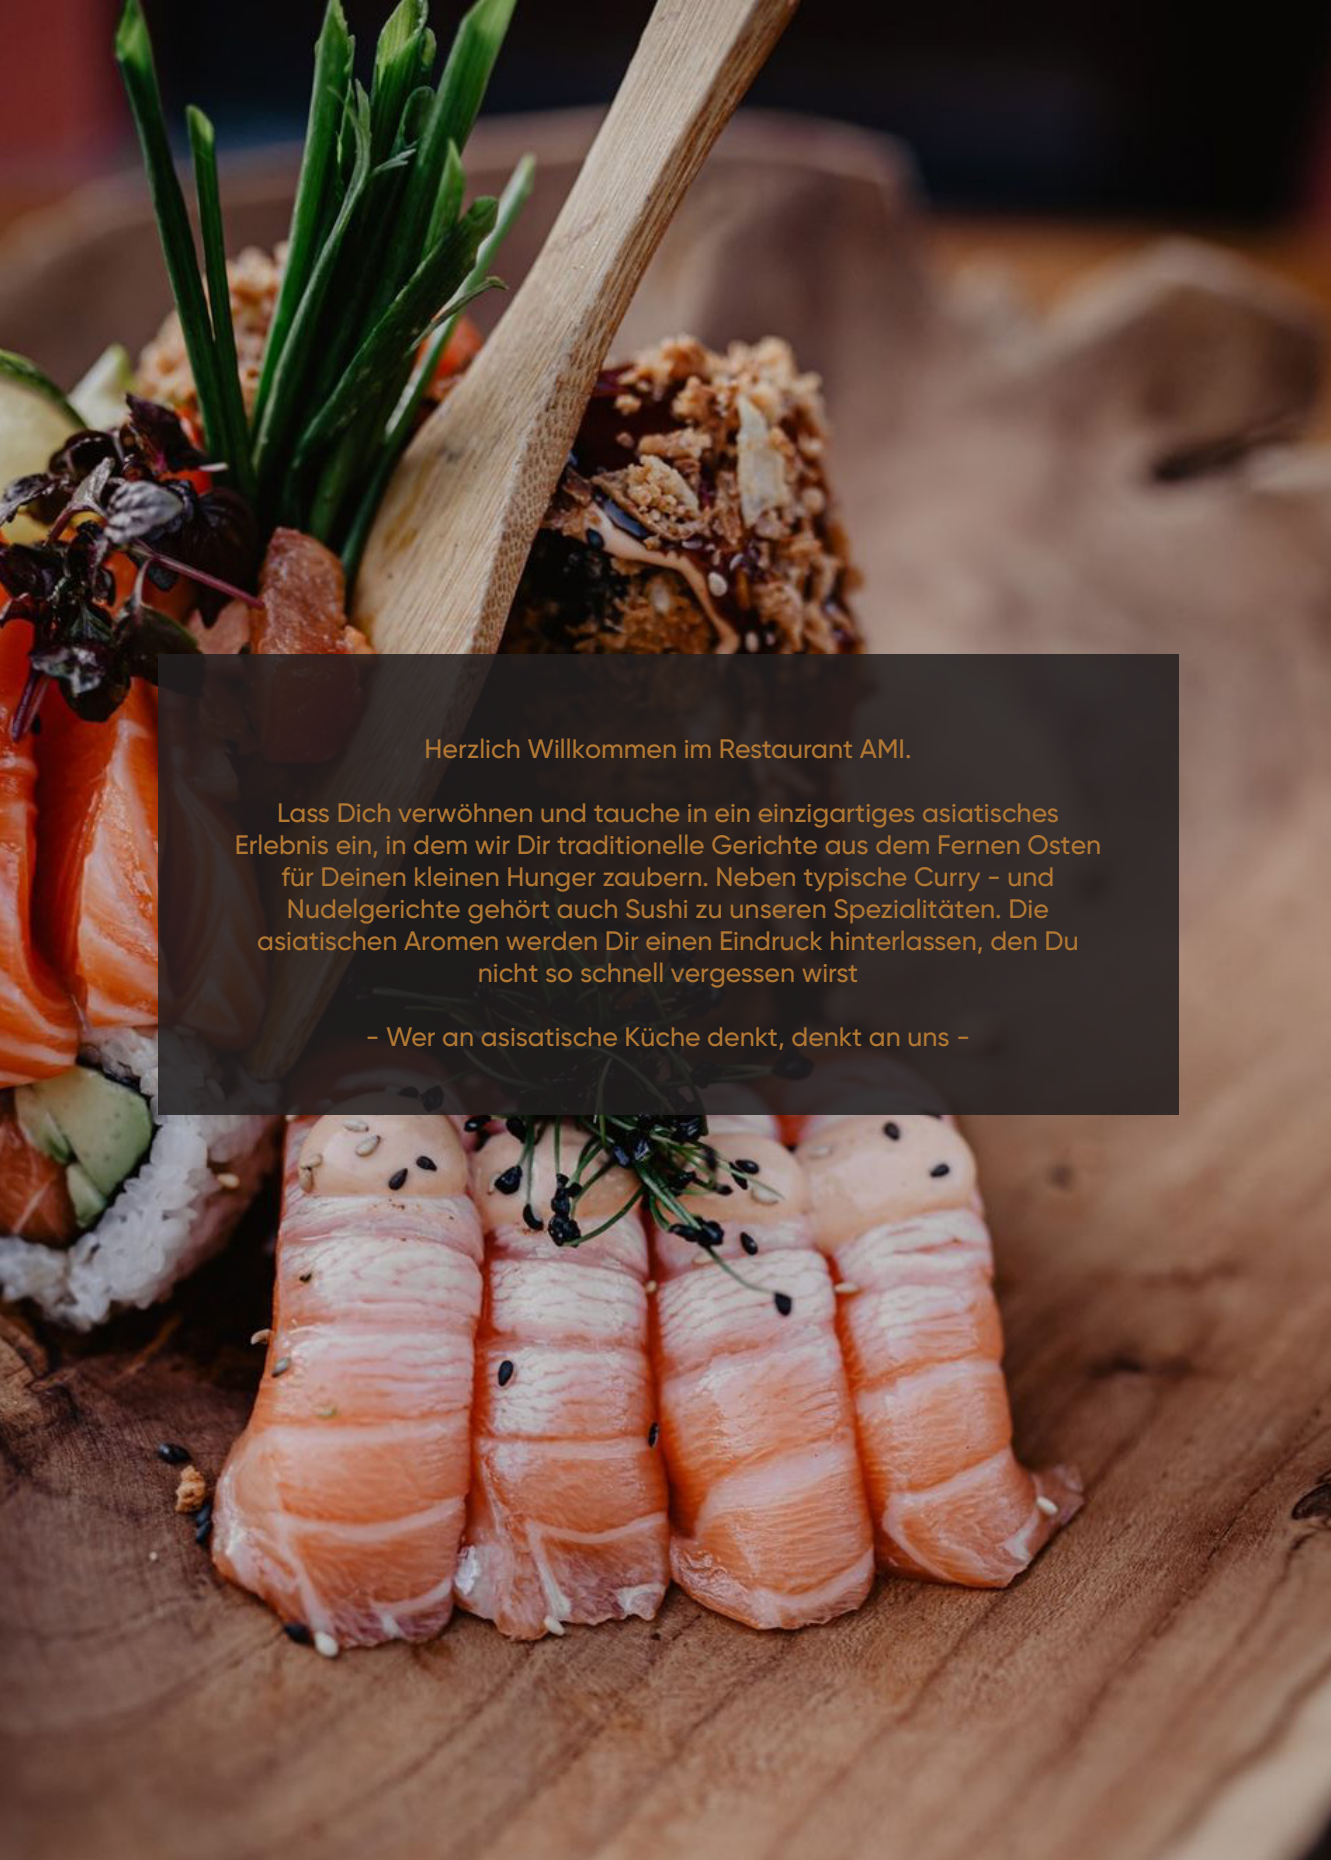 Herzlich Willkommen im Restaurant AMI.
Lass Dich verwöhnen und tauche in ein einzigartiges asiatisches
Erlebnis ein, in dem wir Dir traditionelle Gerichte aus dem Fernen Osten
für Deinen kleinen Hunger zaubern. Neben typische Curry - und
Nudelgerichte gehört auch Sushi zu unseren Spezialitäten. Die
asiatischen Aromen werden Dir einen Eindruck hinterlassen, den Du
nicht so schnell vergessen wirst
- Wer an asisatische Küche denkt, denkt an uns -